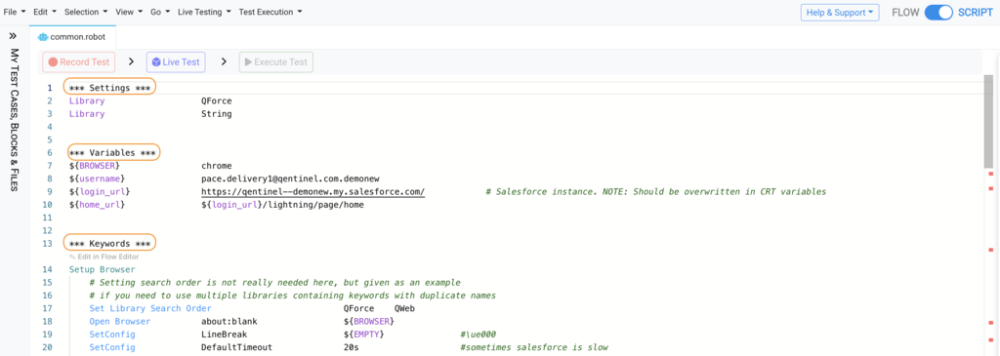 File Edit Selection View Go Live Testing Test Execution Help & Support FLOW SCRIPT
» common.robot
MY TEST CASES, BLOCKS & FILES
Record Test > Live Test > Execute Test
1 *** Settings ***
2 Library QForce
3 Library String
4
5
6 *** Variables ***
7 ${BROWSER} chrome
8 ${username} pace.delivery1@qentinel.com.demonew
9 ${login_url} https://qentinel--demonew.my.salesforce.com/ # Salesforce instance. NOTE: Should be overwritten in CRT variables
10 ${home_url} ${login_url}/lightning/page/home
11
12
13 *** Keywords ***
Edit in Flow Editor
14 Setup Browser
15 # Setting search order is not really needed here, but given as an example
16 # if you need to use multiple libraries containing keywords with duplicate names
17 Set Library Search Order QForce QWeb
18 Open Browser about:blank ${BROWSER}
19 SetConfig LineBreak ${EMPTY} #\ue000
20 SetConfig DefaultTimeout 20s #sometimes salesforce is slow